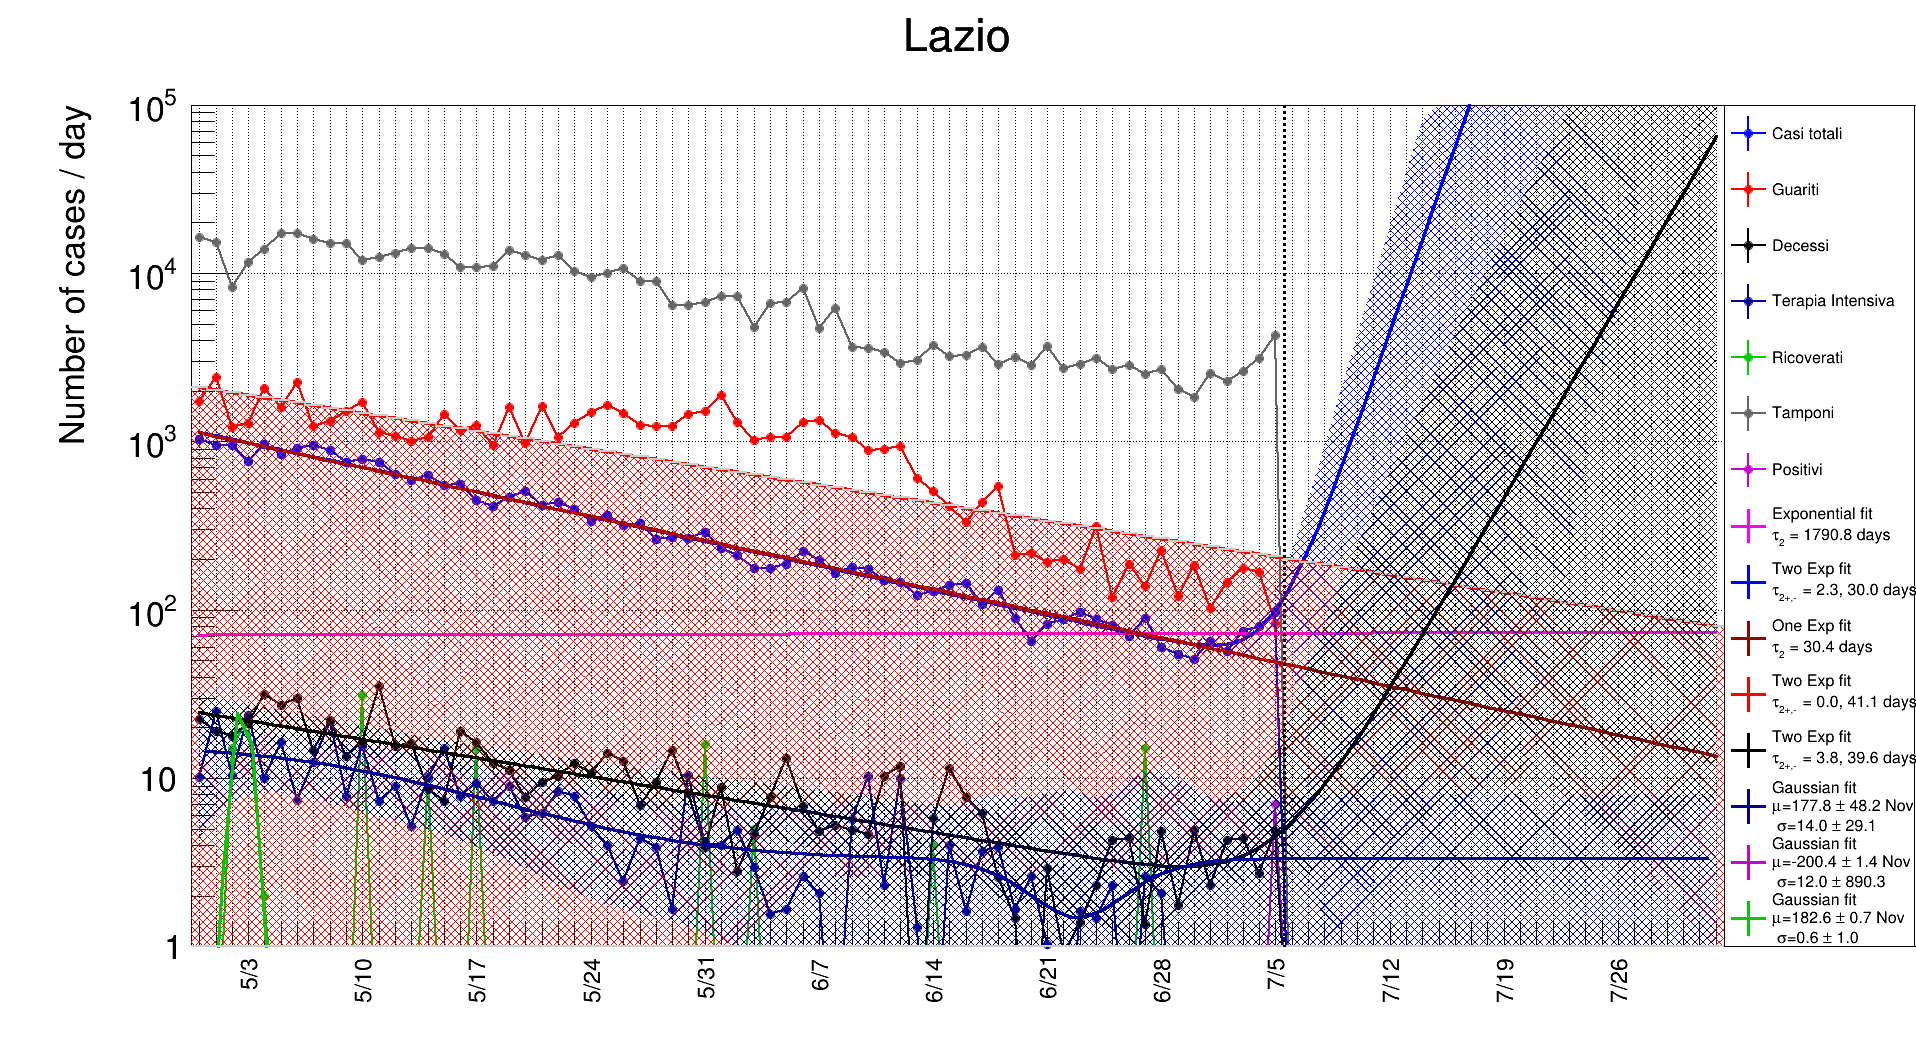 Lazio
Number of cases / day
10^5
10^4
10^3
10^2
10
1
5/3
5/10
5/17
5/24
5/31
6/7
6/14
6/21
6/28
7/5
7/12
7/19
7/26
Casi totali
Guariti
Decessi
Terapia Intensiva
Ricoverati
Tamponi
Positivi
Exponential fit
τ2 = 1790.8 days
Two Exp fit
τ2+,- = 2.3, 30.0 days
One Exp fit
τ2 = 30.4 days
Two Exp fit
τ2+,- = 0.0, 41.1 days
Two Exp fit
τ2+,- = 3.8, 39.6 days
Gaussian fit
μ=177.8 ± 48.2 Nov
σ=14.0 ± 29.1
Gaussian fit
μ=-200.4 ± 1.4 Nov
σ=12.0 ± 890.3
Gaussian fit
μ=182.6 ± 0.7 Nov
σ=0.6 ± 1.0